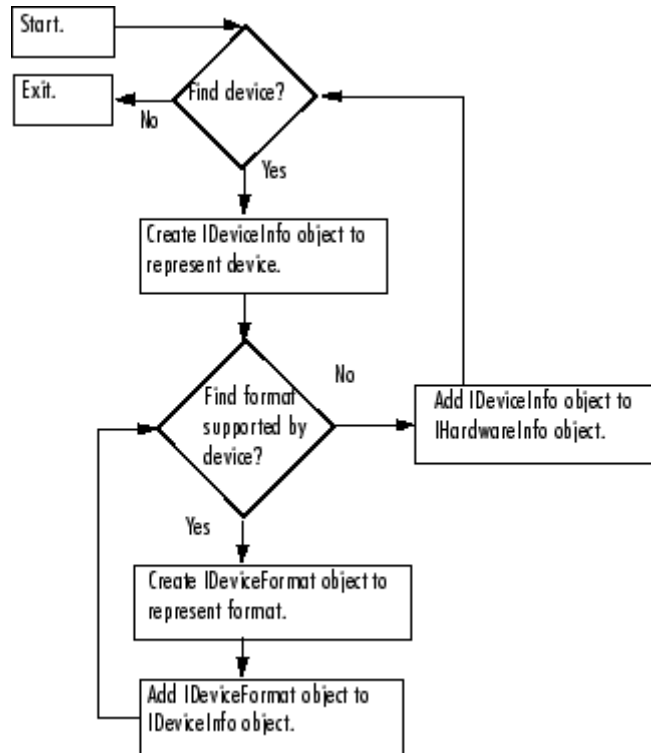 Start.
Exit.
Find device?
No
Yes
Create IDeviceInfo object to
represent device.
No
Find format
supported by
device?
Add IDeviceInfo object to
IHardwareInfo object.
Yes
Create IDeviceFormat object to
represent format.
Add IDeviceFormat object to
IDeviceInfo object.